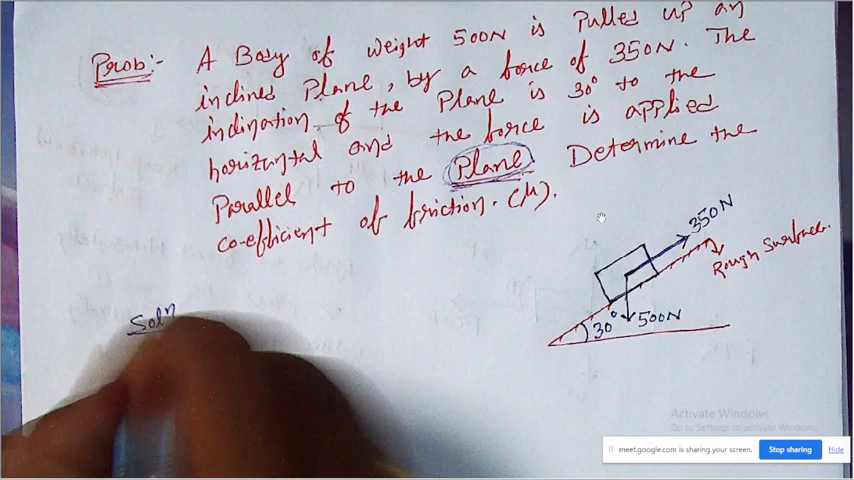 Prob:- A Body of weight 500N is Pulled up an
inclined Plane, by a force of 350N. The
inclination of the Plane is 30° to the
horizontal and the force is applied
Parallel to the Plane. Determine the
co-efficient of friction. (μ).
350N
Rough Surface.
30°
500N
Solⁿ
Activate Windows
Go to Settings to activate Windows.
meet.google.com is sharing your screen.
Stop sharing
Hide